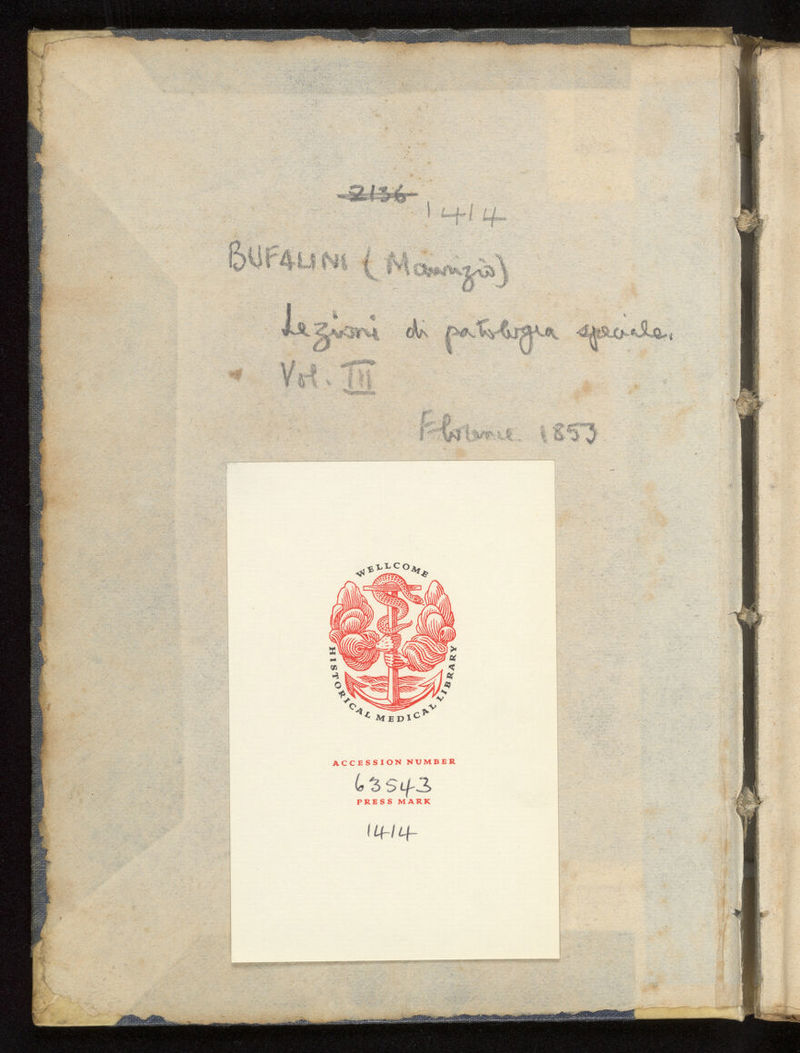 2136
1414
BUFALINI (Maurizio)
Lezioni di patologia speciale.
Vol. III
Florence 1853
WELLCOME
HISTORICAL MEDICAL LIBRARY
ACCESSION NUMBER
63543
PRESS MARK
1414